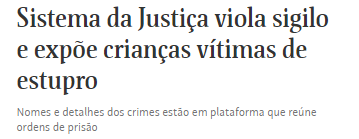 Sistema da Justiça viola sigilo
e expõe crianças vítimas de
estupro
Nomes e detalhes dos crimes estão em plataforma que reúne
ordens de prisão